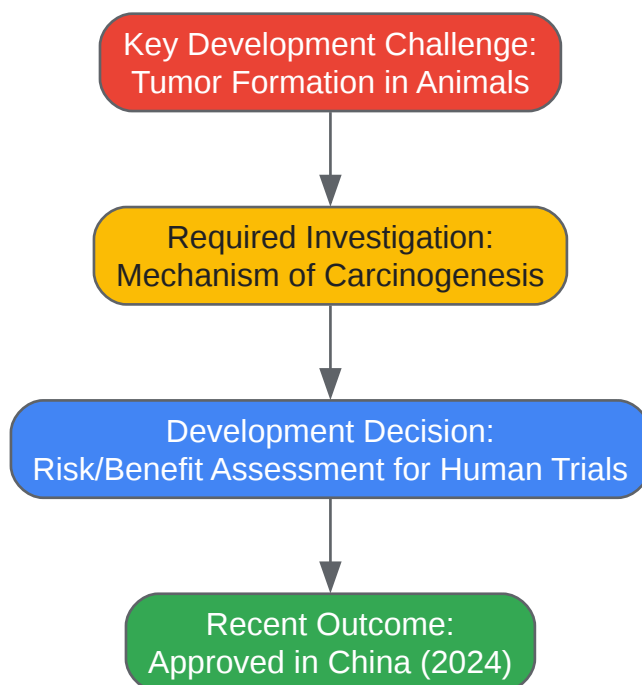 Key Development Challenge:
Tumor Formation in Animals
Required Investigation:
Mechanism of Carcinogenesis
Development Decision:
Risk/Benefit Assessment for Human Trials
Recent Outcome:
Approved in China (2024)